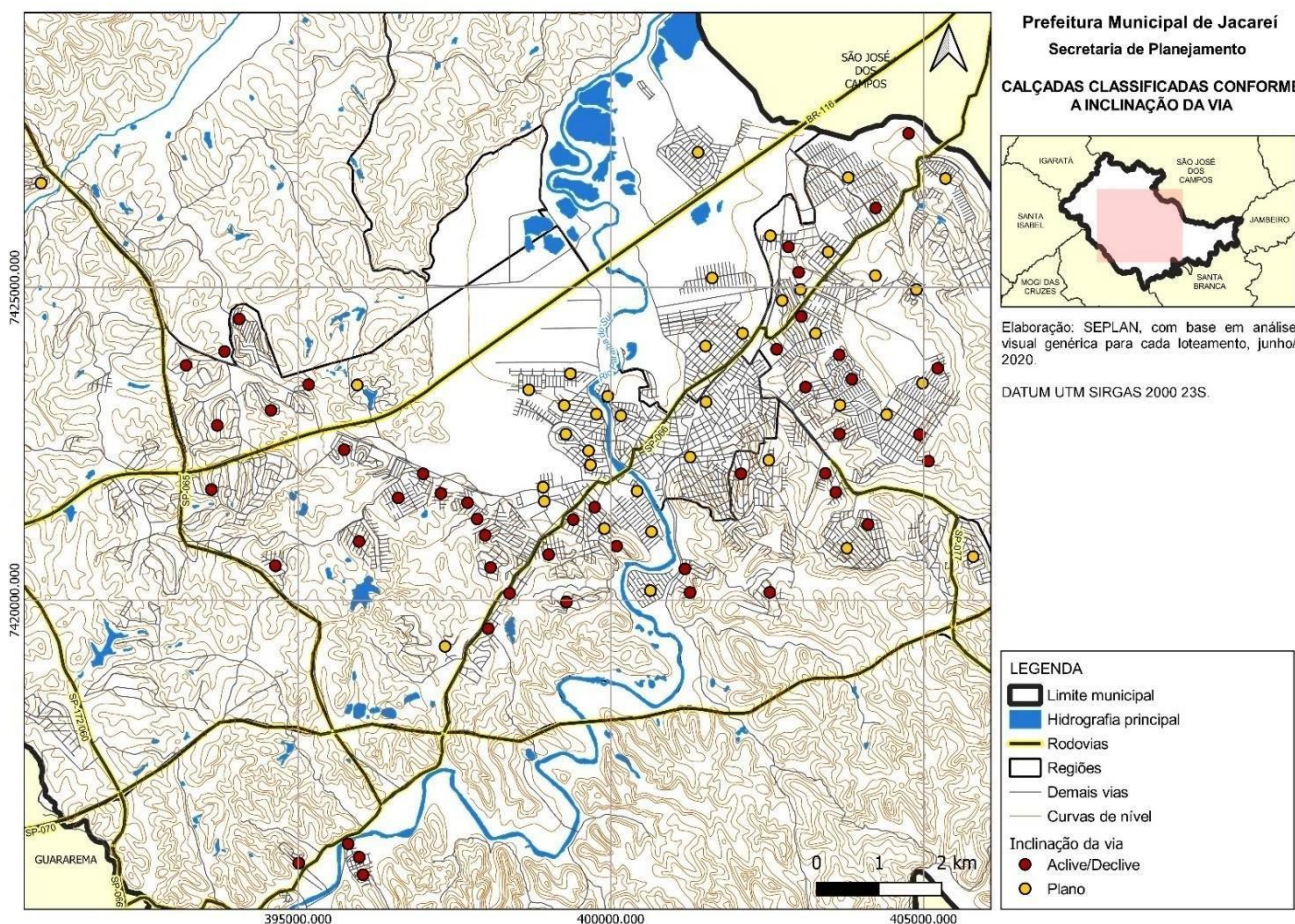 Prefeitura Municipal de Jacareí
Secretaria de Planejamento
CALÇADAS CLASSIFICADAS CONFORME
A INCLINAÇÃO DA VIA
IGARATÁ
SÃO JOSÉ
DOS
CAMPOS
SANTA
ISABEL
JAMBEIRO
MOGI DAS
CRUZES
SANTA
BRANCA
Elaboração: SEPLAN, com base em análise
visual genérica para cada loteamento, junho/
2020.
DATUM UTM SIRGAS 2000 23S.
SÃO JOSÉ
DOS
CAMPOS
BR-116
7425000.000
SP-066
SP-065
SP-077
7420000.000
SP-172-060
SP-070
GUARAREMA
SP-066
0 1 2 km
395000.000
400000.000
405000.000
LEGENDA
Limite municipal
Hidrografia principal
Rodovias
Regiões
Demais vias
Curvas de nível
Inclinação da via
Aclive/Declive
Plano